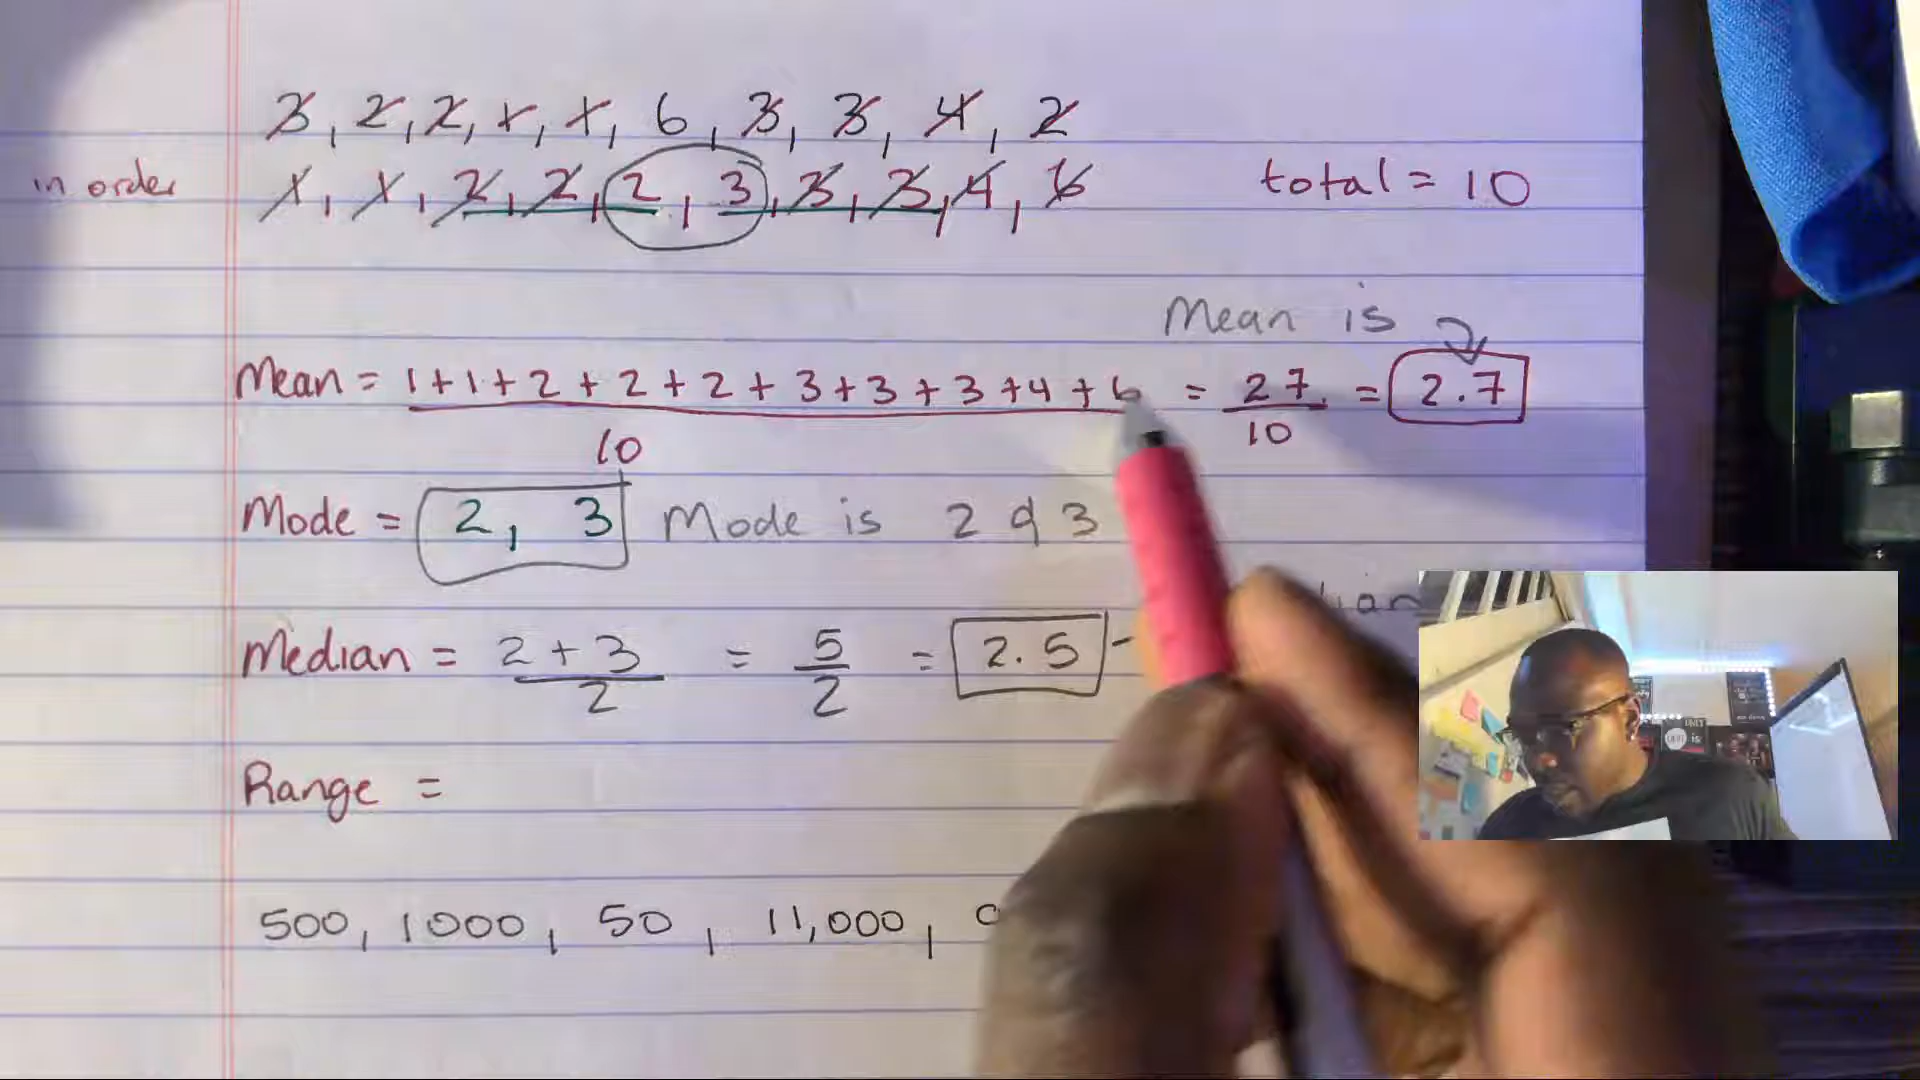 3, 2, 2, 1, 1, 6, 3, 3, 4, 2
in order 1, 1, 2, 2, 2, 3, 3, 3, 4, 6 total = 10
Mean is
Mean = 1+1+2+2+2+3+3+3+4+6 = 27 = 2.7
10 10
Mode = 2, 3 Mode is 2 & 3
Median = 2+3 = 5 = 2.5
2 2
Range =
500, 1000, 50, 11,000,